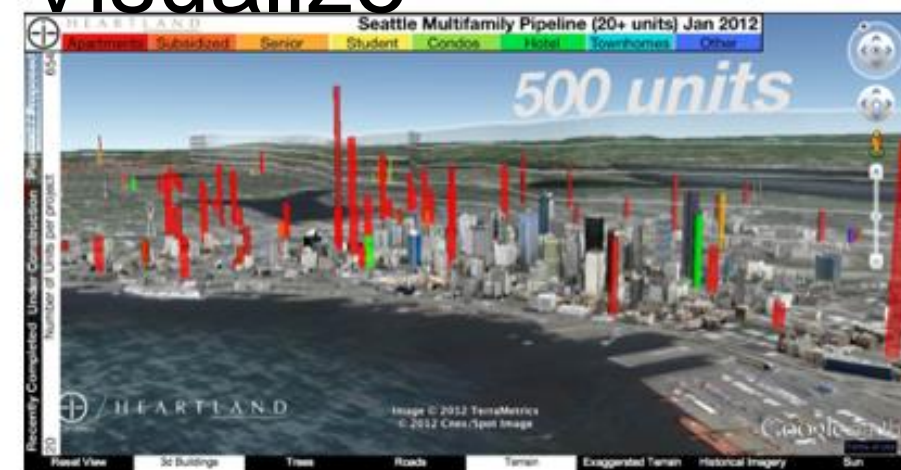 Visualize
HEARTLAND
Seattle Multifamily Pipeline (20+ units) Jan 2012
Apartments Subsidized Senior Student Condos Hotel Townhomes Other
500 units
654
Number of Units per project
20
Recently Completed Under Construction
HEARTLAND
Image © 2012 TerraMetrics
© 2012 Cnes/Spot Image
Google
Reset View 3d Buildings Trees Roads Terrain Exaggerated Terrain Historical Imagery Sun